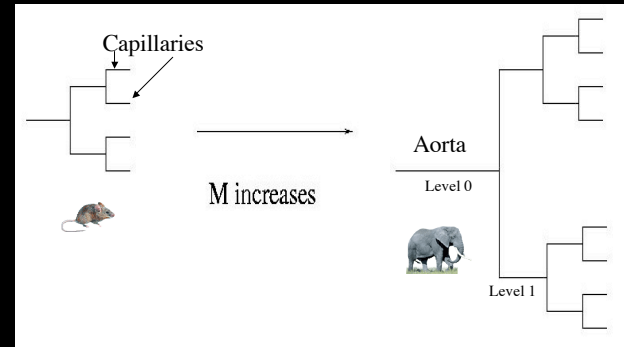 Capillaries
M increases
Aorta
Level 0
Level 1